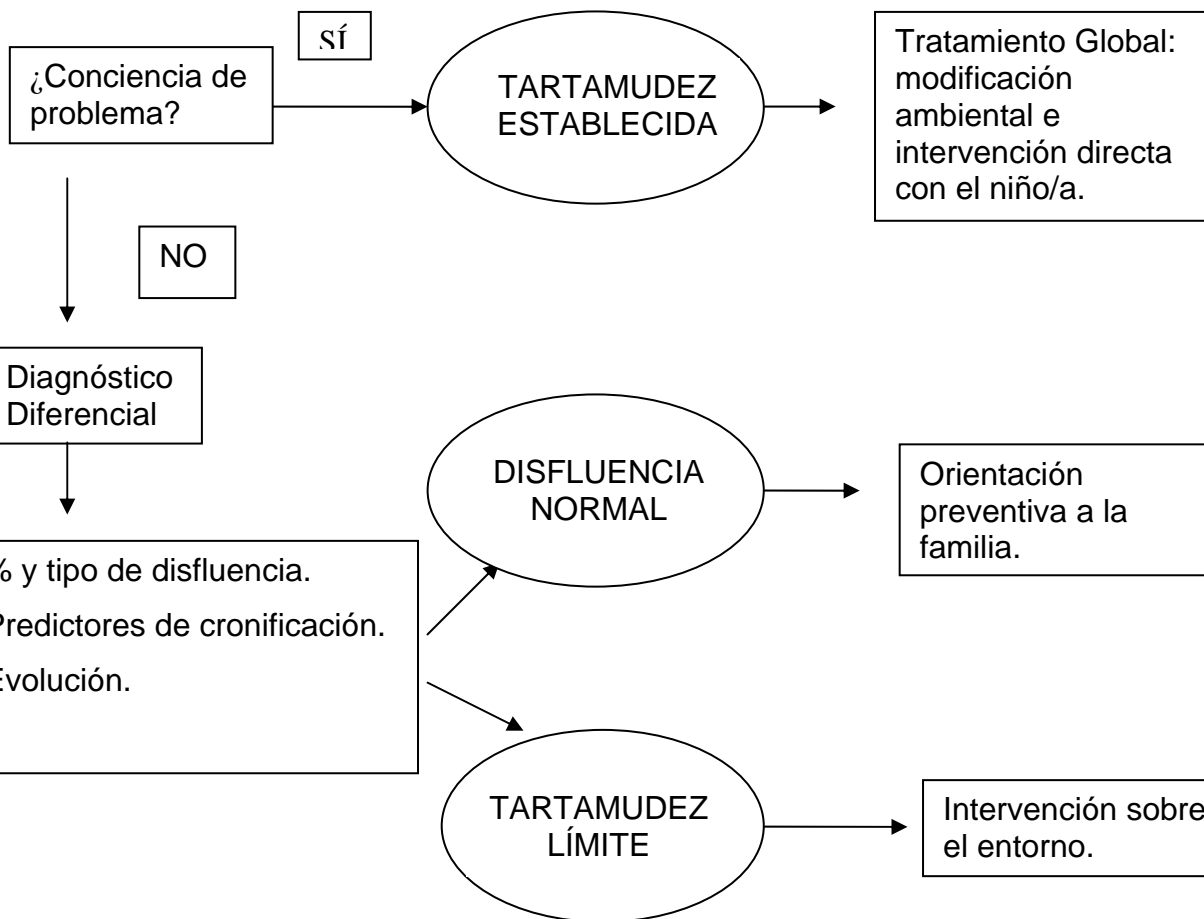 SÍ
¿Conciencia de
problema?
TARTAMUDEZ
ESTABLECIDA
Tratamiento Global:
modificación
ambiental e
intervención directa
con el niño/a.
NO
Diagnóstico
Diferencial
DISFLUENCIA
NORMAL
Orientación
preventiva a la
familia.
% y tipo de disfluencia.
Predictores de cronificación.
Evolución.
TARTAMUDEZ
LÍMITE
Intervención sobre
el entorno.